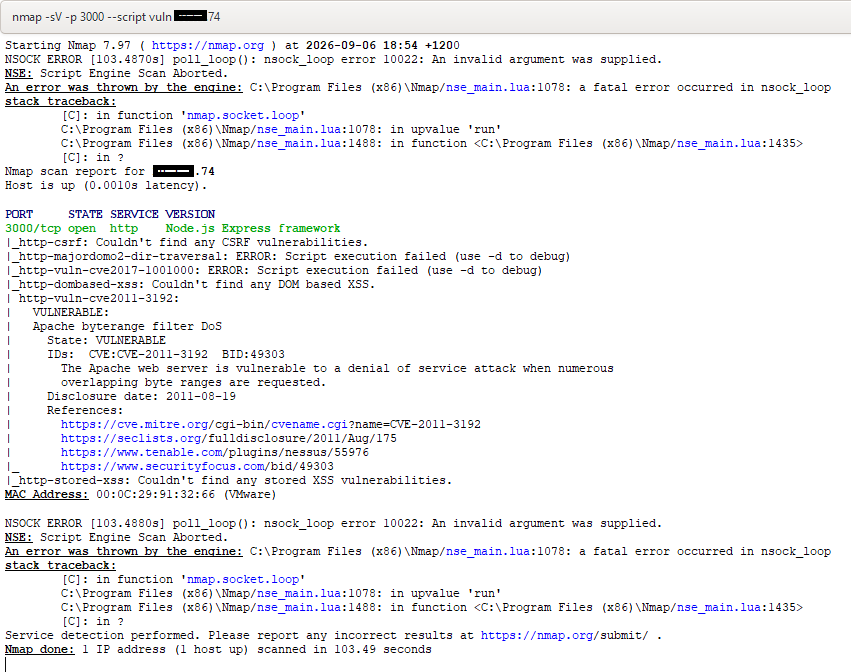 nmap -sV -p 3000 --script vuln 74
Starting Nmap 7.97 ( https://nmap.org ) at 2026-09-06 18:54 +1200
NSOCK ERROR [103.4870s] poll_loop(): nsock_loop error 10022: An invalid argument was supplied.
NSE: Script Engine Scan Aborted.
An error was thrown by the engine: C:\Program Files (x86)\Nmap/nse_main.lua:1078: a fatal error occurred in nsock_loop
stack traceback:
[C]: in function 'nmap.socket.loop'
C:\Program Files (x86)\Nmap/nse_main.lua:1078: in upvalue 'run'
C:\Program Files (x86)\Nmap/nse_main.lua:1488: in function <C:\Program Files (x86)\Nmap/nse_main.lua:1435>
[C]: in ?
Nmap scan report for .74
Host is up (0.0010s latency).
PORT STATE SERVICE VERSION
3000/tcp open http Node.js Express framework
|_http-csrf: Couldn't find any CSRF vulnerabilities.
|_http-majordomo2-dir-traversal: ERROR: Script execution failed (use -d to debug)
|_http-vuln-cve2017-1001000: ERROR: Script execution failed (use -d to debug)
|_http-dombased-xss: Couldn't find any DOM based XSS.
| http-vuln-cve2011-3192:
| VULNERABLE:
| Apache byterange filter DoS
| State: VULNERABLE
| IDs: CVE:CVE-2011-3192 BID:49303
| The Apache web server is vulnerable to a denial of service attack when numerous
| overlapping byte ranges are requested.
| Disclosure date: 2011-08-19
| References:
| https://cve.mitre.org/cgi-bin/cvename.cgi?name=CVE-2011-3192
| https://seclists.org/fulldisclosure/2011/Aug/175
| https://www.tenable.com/plugins/nessus/55976
|_ https://www.securityfocus.com/bid/49303
|_http-stored-xss: Couldn't find any stored XSS vulnerabilities.
MAC Address: 00:0C:29:91:32:66 (VMware)
NSOCK ERROR [103.4880s] poll_loop(): nsock_loop error 10022: An invalid argument was supplied.
NSE: Script Engine Scan Aborted.
An error was thrown by the engine: C:\Program Files (x86)\Nmap/nse_main.lua:1078: a fatal error occurred in nsock_loop
stack traceback:
[C]: in function 'nmap.socket.loop'
C:\Program Files (x86)\Nmap/nse_main.lua:1078: in upvalue 'run'
C:\Program Files (x86)\Nmap/nse_main.lua:1488: in function <C:\Program Files (x86)\Nmap/nse_main.lua:1435>
[C]: in ?
Service detection performed. Please report any incorrect results at https://nmap.org/submit/ .
Nmap done: 1 IP address (1 host up) scanned in 103.49 seconds